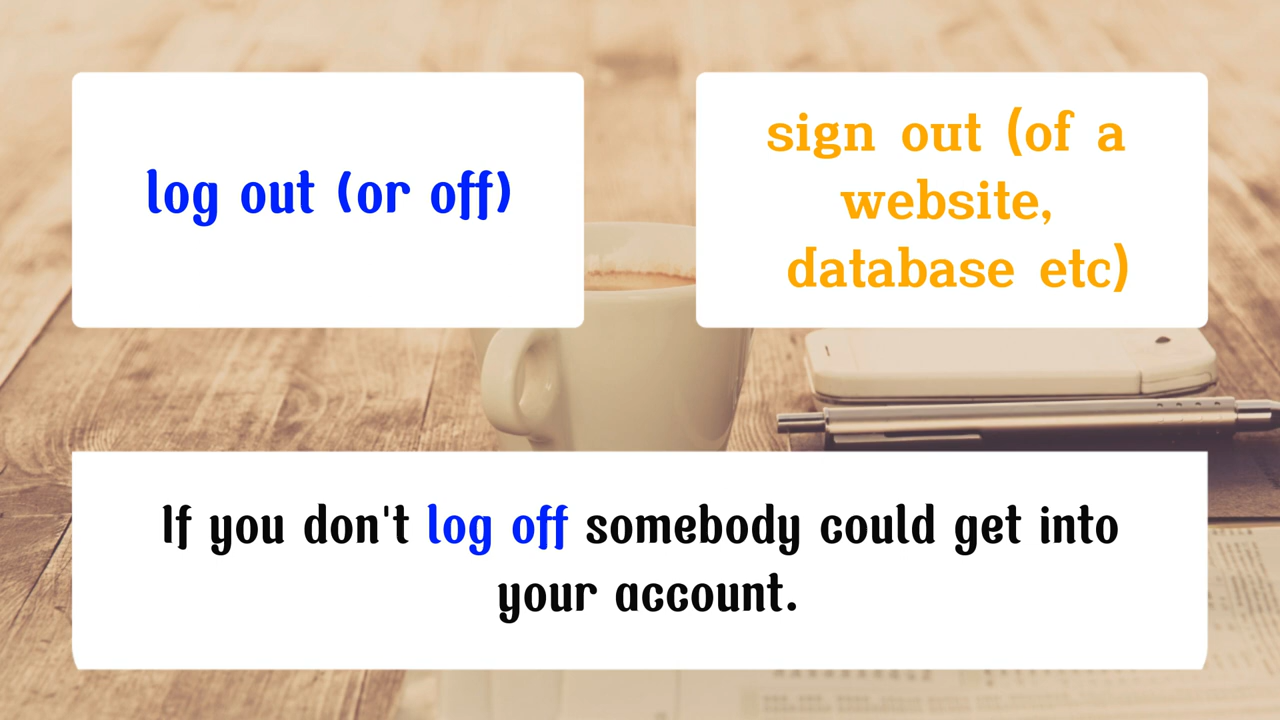 log out (or off)
sign out (of a
website,
database etc)
If you don't log off somebody could get into
your account.